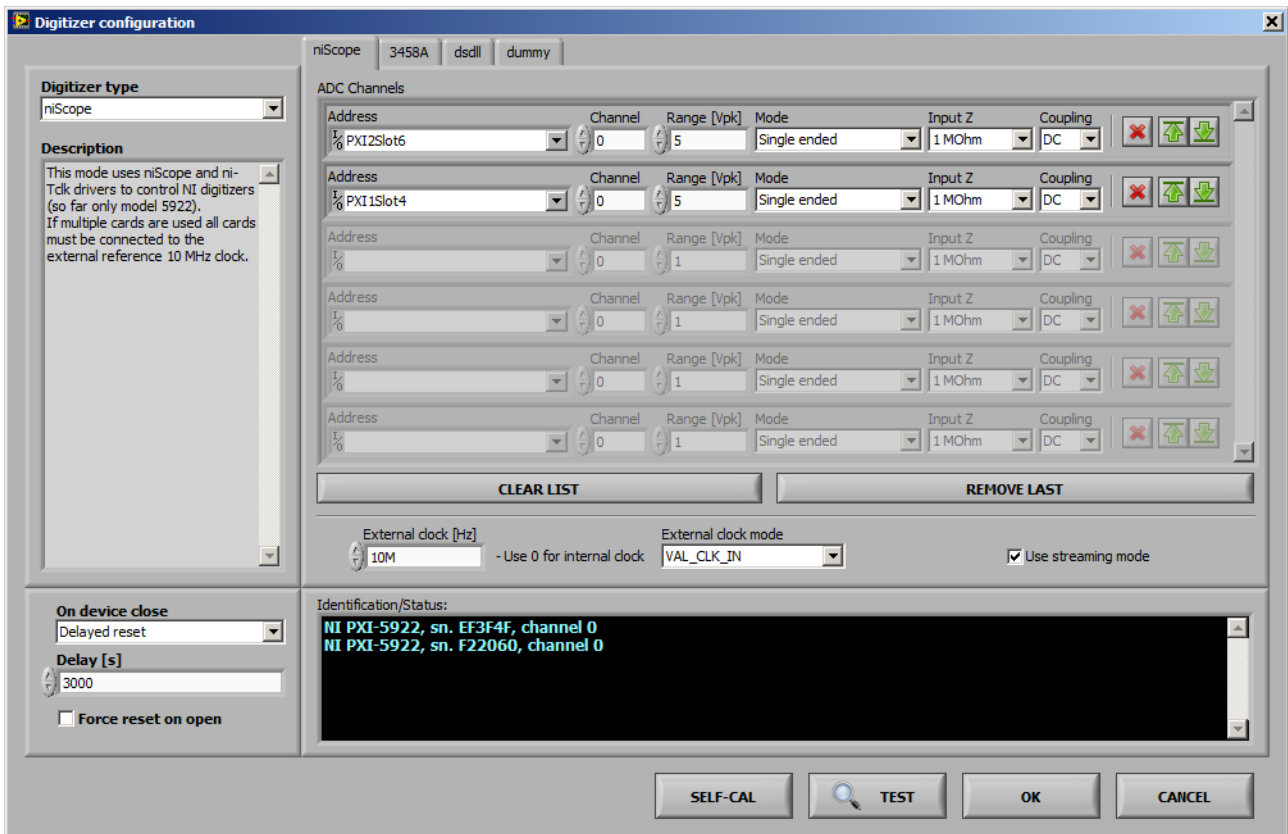 Digitizer configuration
niScope 3458A dsdll dummy
Digitizer type
niScope
Description
This mode uses niScope and ni-
Tclk drivers to control NI digitizers
(so far only model 5922).
If multiple cards are used all cards
must be connected to the
external reference 10 MHz clock.
ADC Channels
Address Channel Range [Vpk] Mode Input Z Coupling
I/0 PXI2Slot6 0 5 Single ended 1 MOhm DC
Address Channel Range [Vpk] Mode Input Z Coupling
I/0 PXI1Slot4 0 5 Single ended 1 MOhm DC
Address Channel Range [Vpk] Mode Input Z Coupling
I/0 0 1 Single ended 1 MOhm DC
Address Channel Range [Vpk] Mode Input Z Coupling
I/0 0 1 Single ended 1 MOhm DC
Address Channel Range [Vpk] Mode Input Z Coupling
I/0 0 1 Single ended 1 MOhm DC
Address Channel Range [Vpk] Mode Input Z Coupling
I/0 0 1 Single ended 1 MOhm DC
CLEAR LIST REMOVE LAST
External clock [Hz] External clock mode
10M - Use 0 for internal clock VAL_CLK_IN Use streaming mode
On device close
Delayed reset
Delay [s]
3000
Force reset on open
Identification/Status:
NI PXI-5922, sn. EF3F4F, channel 0
NI PXI-5922, sn. F22060, channel 0
SELF-CAL TEST OK CANCEL